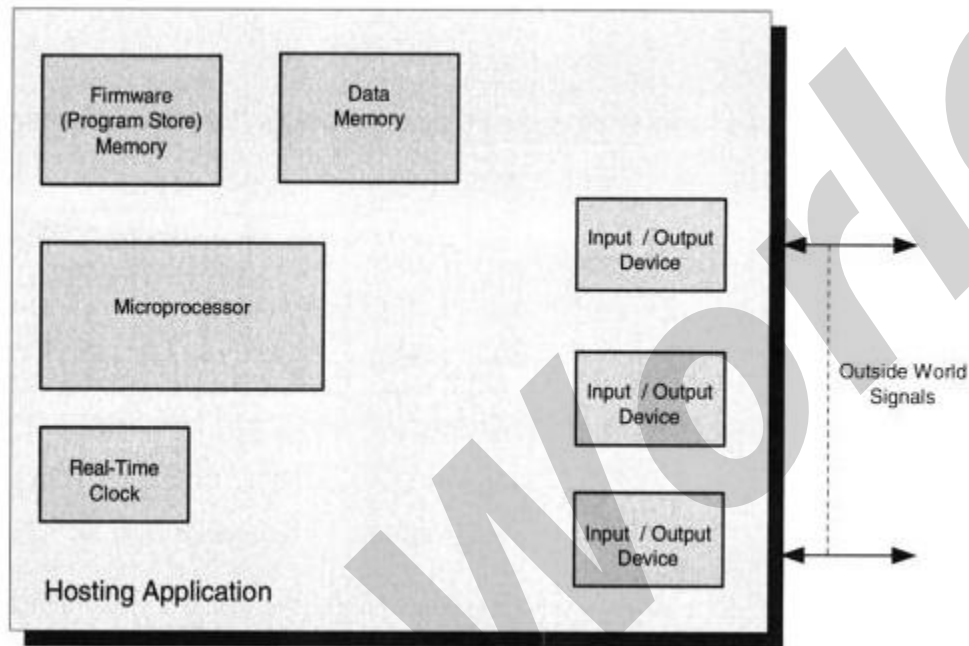 Firmware
(Program Store)
Memory
Data
Memory
Input / Output
Device
Microprocessor
Input / Output
Device
Outside World
Signals
Real-Time
Clock
Input / Output
Device
Hosting Application